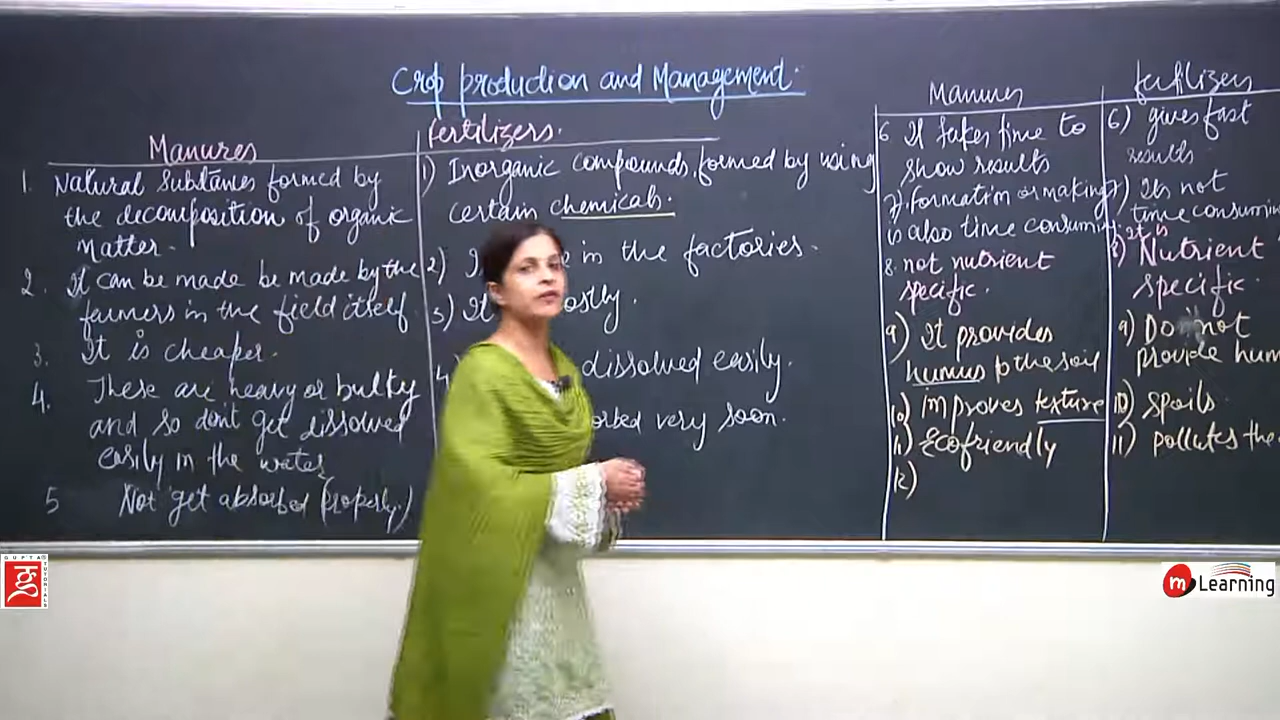 Crop production and Management.
Manures
1. Natural Substances formed by
the decomposition of organic
Matter.
2. It can be made be made by the
farmers in the field itself
3. It is cheaper.
4. These are heavy or bulky
and so don't get dissolved
easily in the water
5 Not get absorbed (properly.)
fertilizers.
1) Inorganic compounds, formed by using
certain chemicals.
2) in the factories.
3) It
dissolved easily.
very soon.
Manures
6 It takes time to
show results
7) formation or making
is also time
8. not nutrient
specific.
9) It provides
humus to the soil
10) improves texture
11) Ecofriendly
12)
fertilizers
6) gives fast
results
7) Its not
time
it is
8) Nutrient
specific.
9) Do not
provide
10) spoils.
11) pollutes the
GUPTA TUTORIALS
m Learning